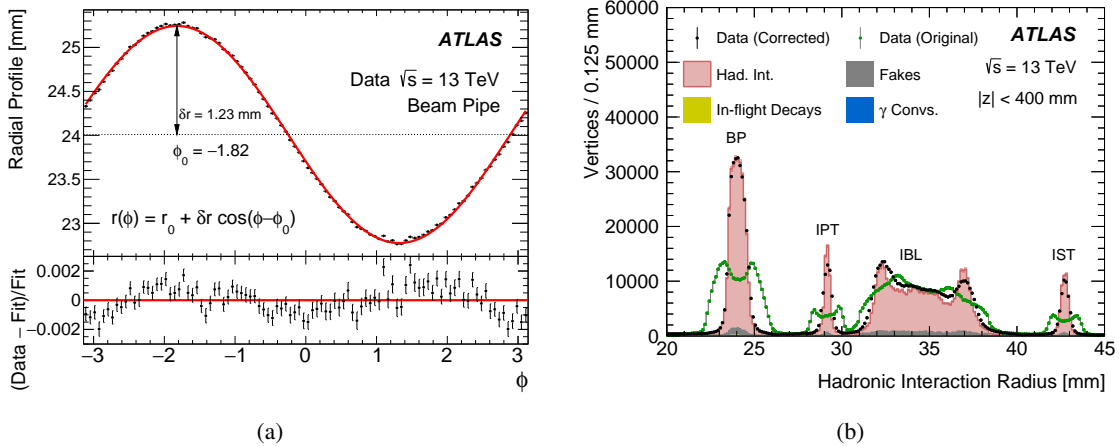 Radial Profile [mm]
25
24.5
24
23.5
23
ATLAS
Data √s = 13 TeV
Beam Pipe
δr = 1.23 mm
ϕ0 = −1.82
r(ϕ) = r0 + δr cos(ϕ-ϕ0)
(Data − Fit)/Fit
0.002
0
−0.002
−3 −2 −1 0 1 2 3
ϕ
(a)
Vertices / 0.125 mm
60000
50000
40000
30000
20000
10000
0
Data (Corrected) Data (Original) ATLAS
Had. Int. Fakes √s = 13 TeV
In-flight Decays γ Convs. |z| < 400 mm
BP
IPT
IBL
IST
20 25 30 35 40 45
Hadronic Interaction Radius [mm]
(b)